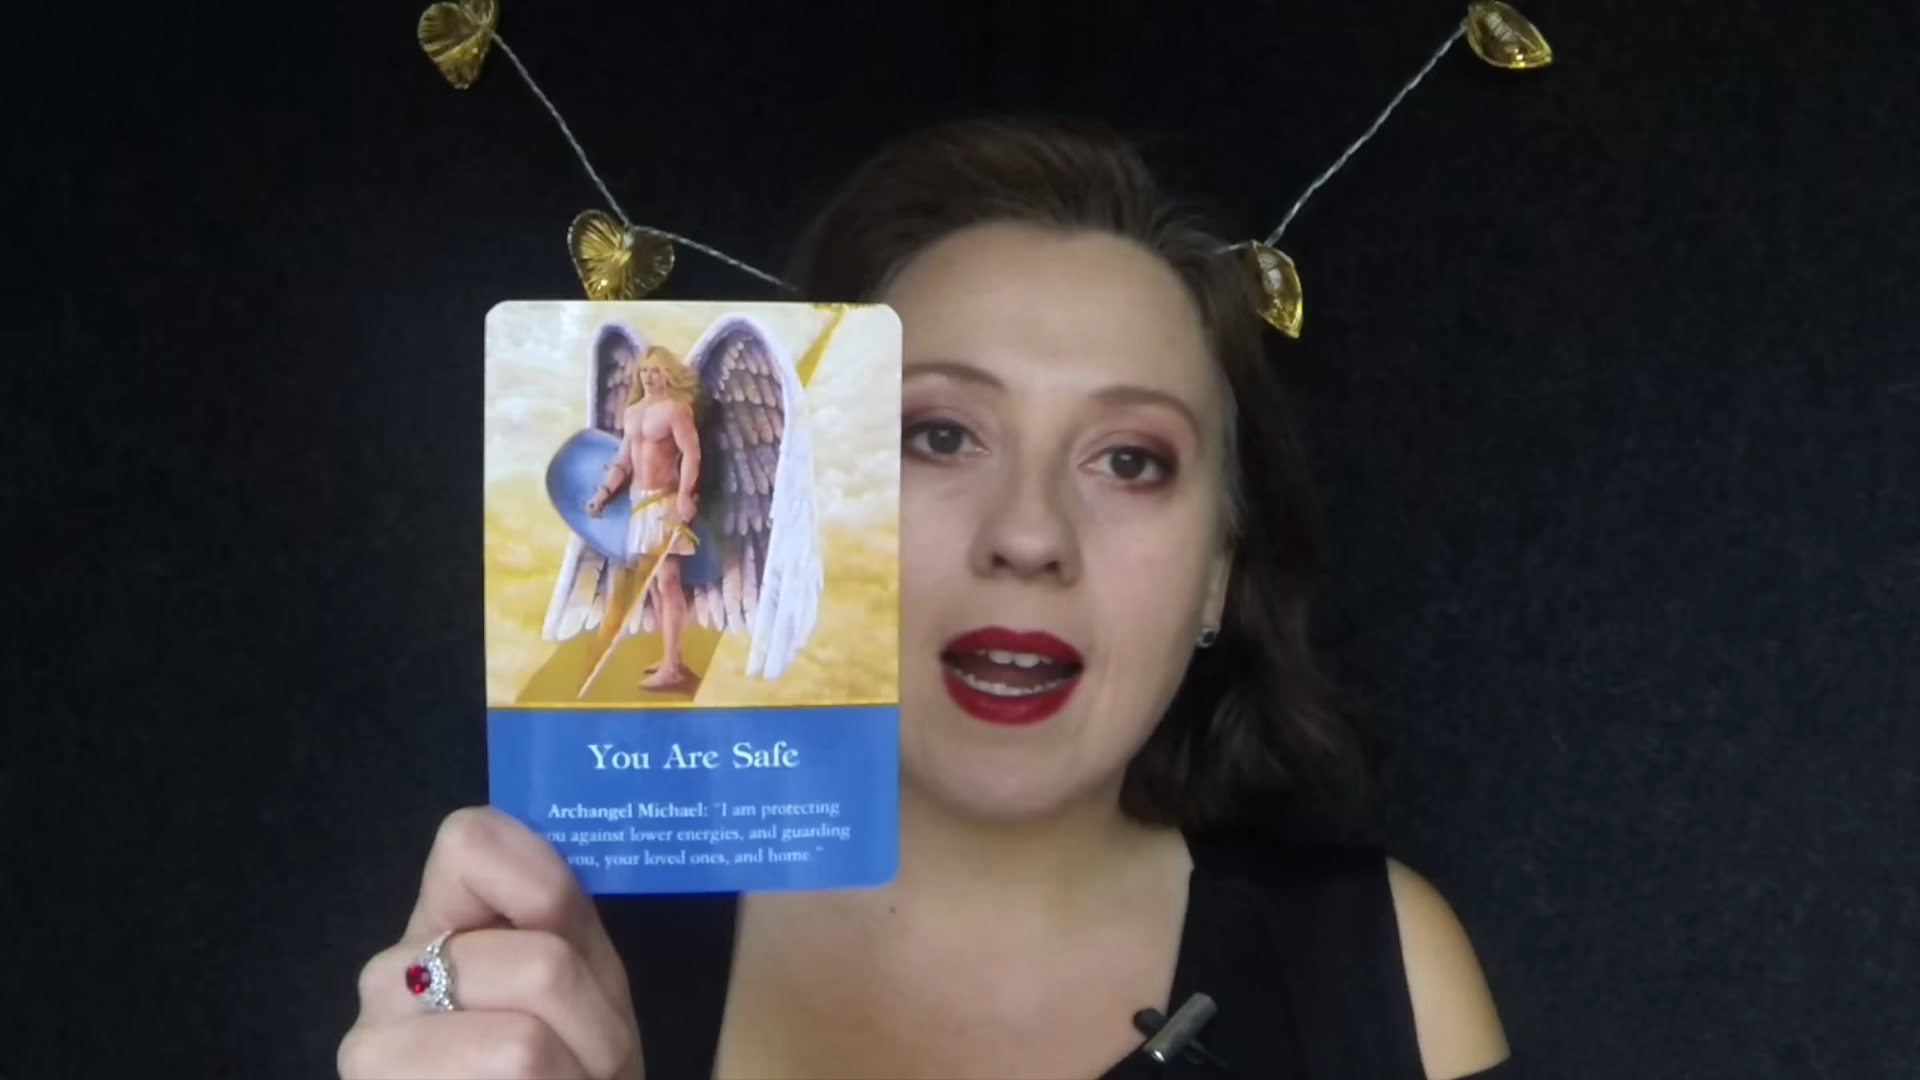 You Are Safe
Archangel Michael: "I am protecting
ou against lower energies, and guarding
you, your loved ones, and home."